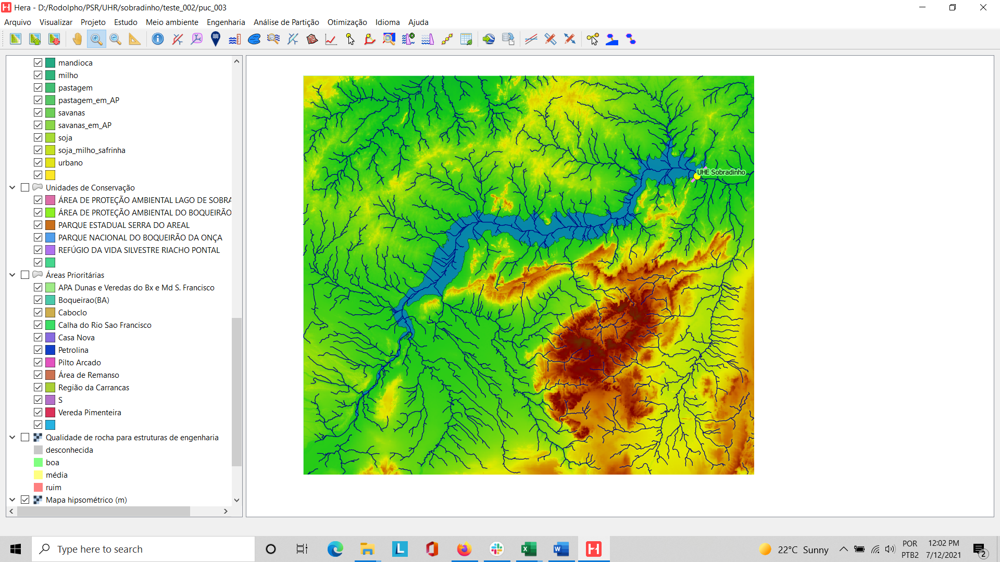 Hera - D:/Rodolpho/PSR/UHR/sobradinho/teste_002/puc_003
Arquivo Visualizar Projeto Estudo Meio ambiente Engenharia Análise de Partição Otimização Idioma Ajuda
mandioca
milho
pastagem
pastagem_em_AP
savanas
savanas_em_AP
soja
soja_milho_safrinha
urbano
Unidades de Conservação
ÁREA DE PROTEÇÃO AMBIENTAL LAGO DE SOBRA
ÁREA DE PROTEÇÃO AMBIENTAL DO BOQUEIRÃO
PARQUE ESTADUAL SERRA DO AREAL
PARQUE NACIONAL DO BOQUEIRÃO DA ONÇA
REFÚGIO DA VIDA SILVESTRE RIACHO PONTAL
Áreas Prioritárias
APA Dunas e Veredas do Bx e Md S. Francisco
Boqueirao(BA)
Caboclo
Calha do Rio Sao Francisco
Casa Nova
Petrolina
Pilto Arcado
Área de Remanso
Região da Carrancas
S
Vereda Pimenteira
Qualidade de rocha para estruturas de engenharia
desconhecida
boa
média
ruim
Mapa hipsométrico (m)
UHE Sobradinho
Type here to search
22°C Sunny
POR
PTB2
12:02 PM
7/12/2021
2